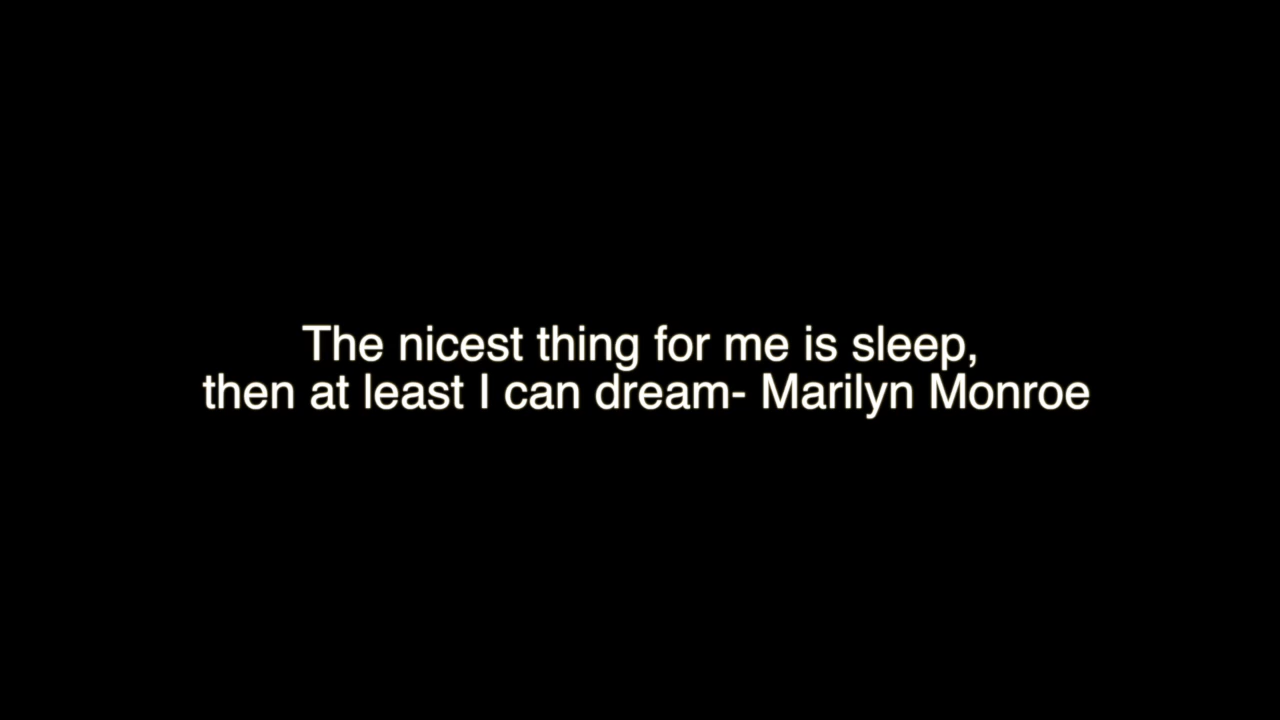 The nicest thing for me is sleep,
then at least I can dream- Marilyn Monroe